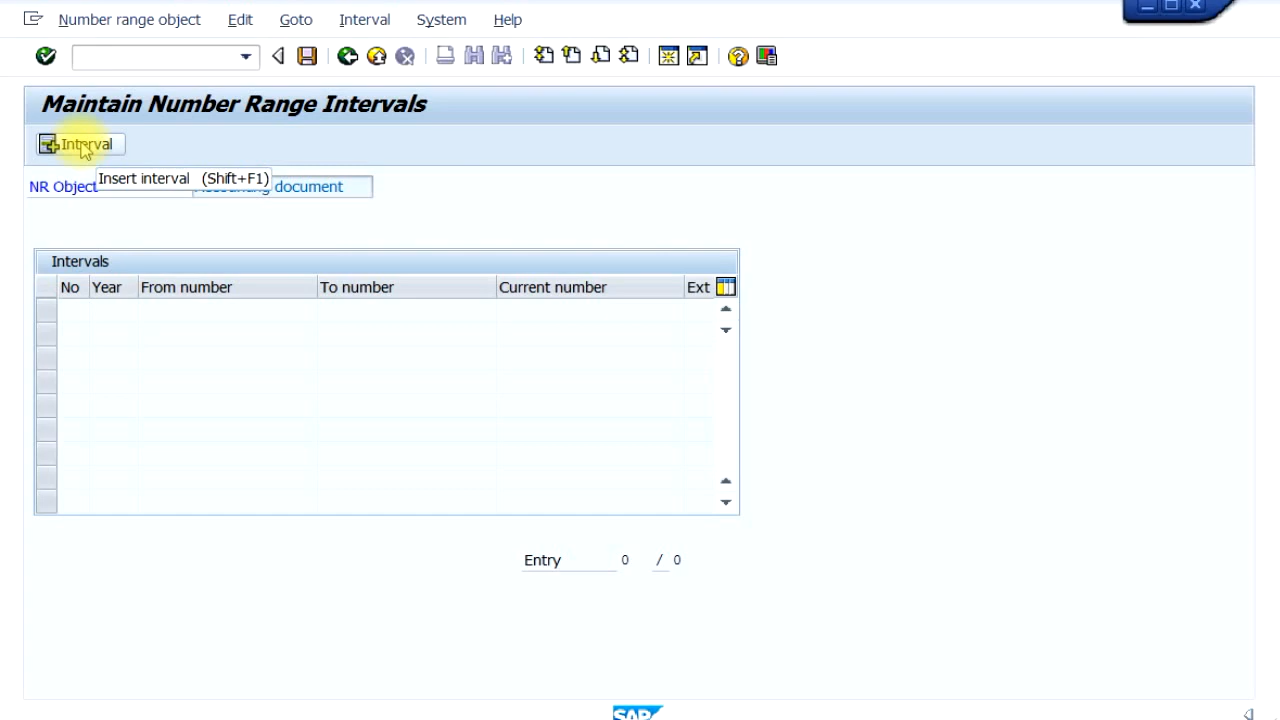 Number range object Edit Goto Interval System Help
Maintain Number Range Intervals
Interval
Insert interval (Shift+F1)
NR Object document
Intervals
No Year From number To number Current number Ext
Entry 0 / 0
SAP